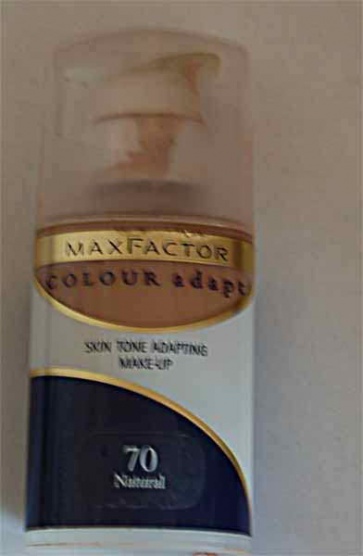 MAXFACTOR
COLOUR adapt
SKIN TONE ADAPTING
MAKE-UP
70
Natural